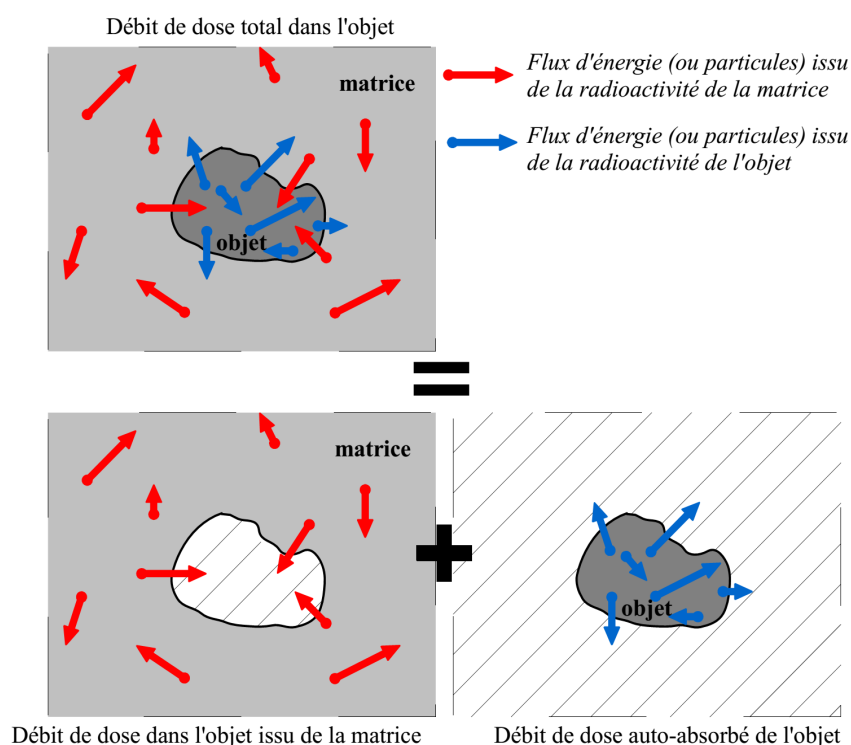 Débit de dose total dans l'objet
matrice
objet
Flux d'énergie (ou particules) issu
de la radioactivité de la matrice
Flux d'énergie (ou particules) issu
de la radioactivité de l'objet
=
matrice
+
objet
Débit de dose dans l'objet issu de la matrice
Débit de dose auto-absorbé de l'objet